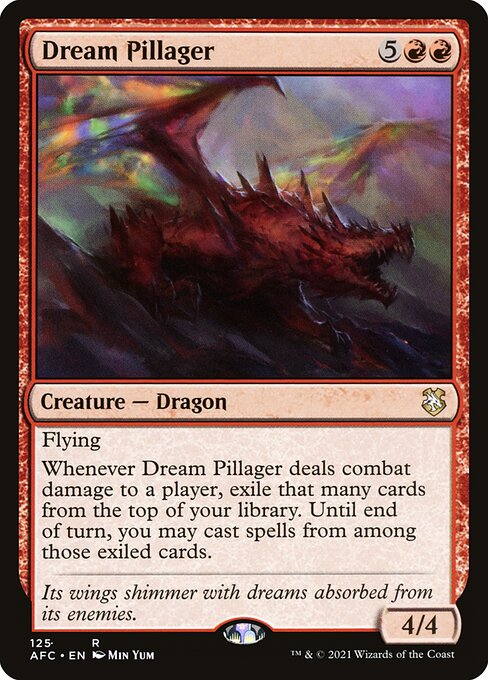 Dream Pillager 5
Creature — Dragon
Flying
Whenever Dream Pillager deals combat
damage to a player, exile that many cards
from the top of your library. Until end
of turn, you may cast spells from among
those exiled cards.
Its wings shimmer with dreams absorbed from
its enemies.
4/4
125 R
AFC • EN Min Yum
™ & © 2021 Wizards of the Coast